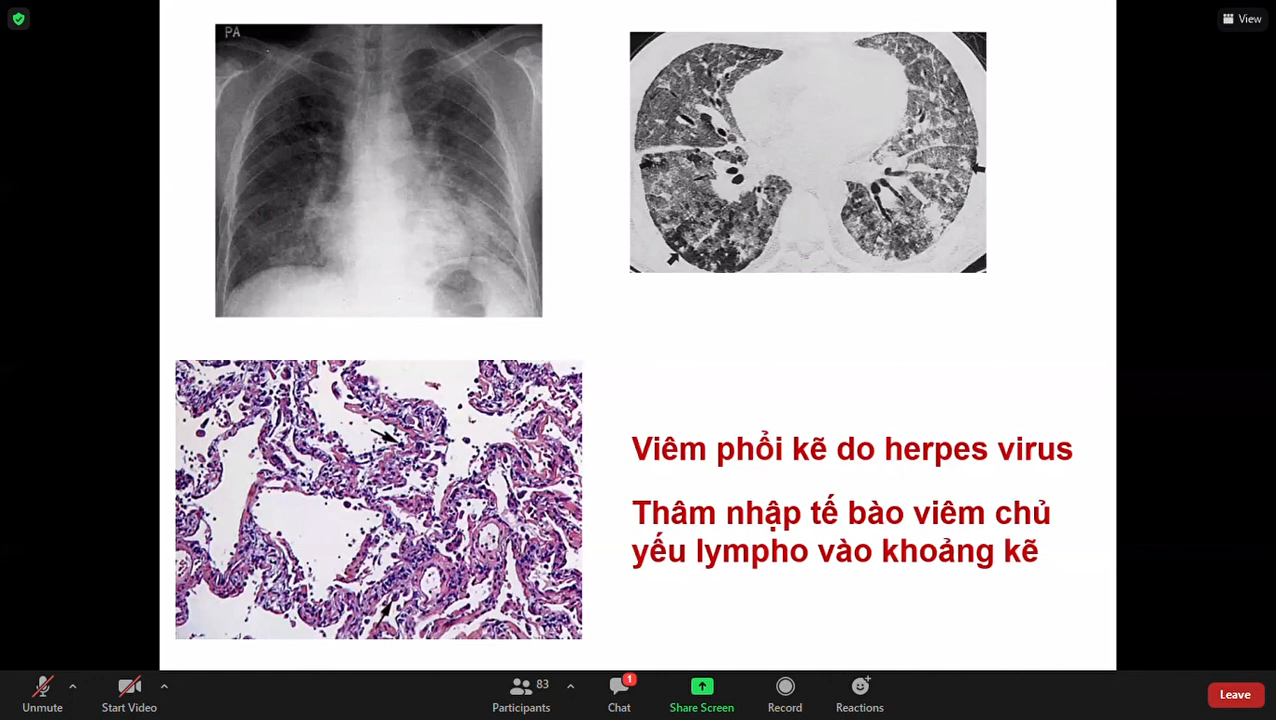 View
PA
Viêm phổi kẽ do herpes virus
Thâm nhập tế bào viêm chủ
yếu lympho vào khoảng kẽ
Unmute
Start Video
83
Participants
1
Chat
Share Screen
Record
Reactions
Leave